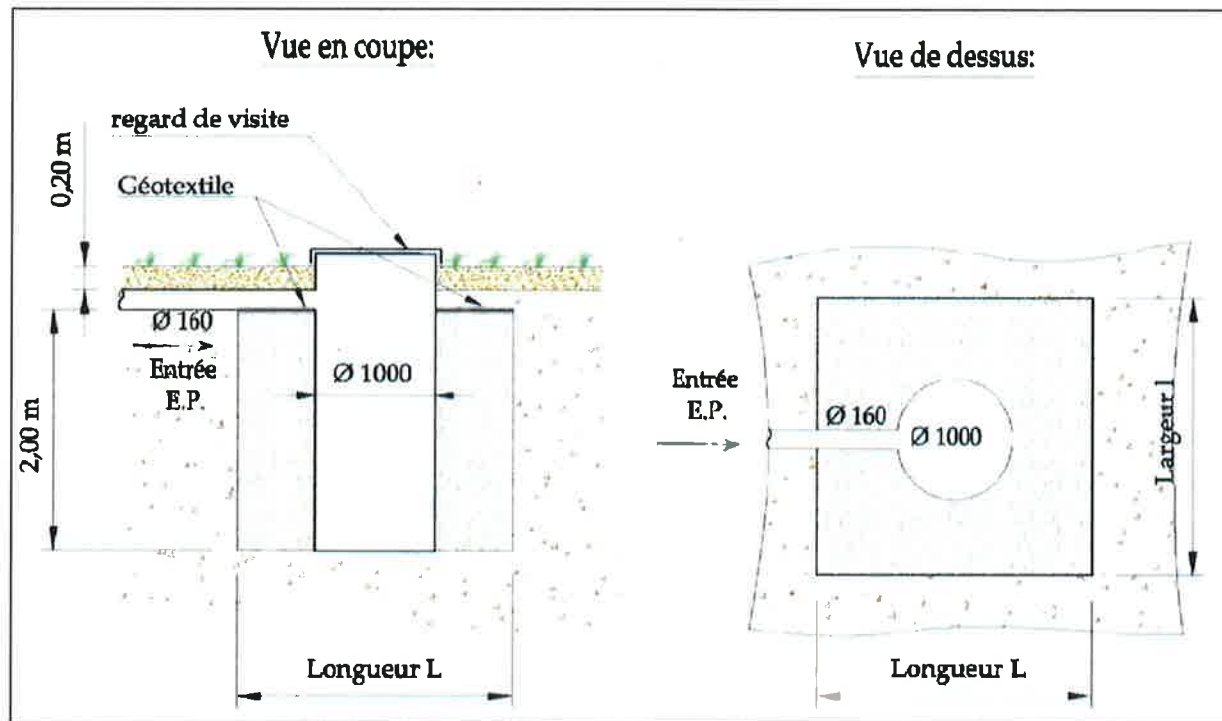 Vue en coupe:
Vue de dessus:
regard de visite
0,20 m
Géotextile
Ø 160
Entrée
E.P.
Ø 1000
2,00 m
Longueur L
Entrée
E.P.
Ø 160
Ø 1000
Largeur l
Longueur L